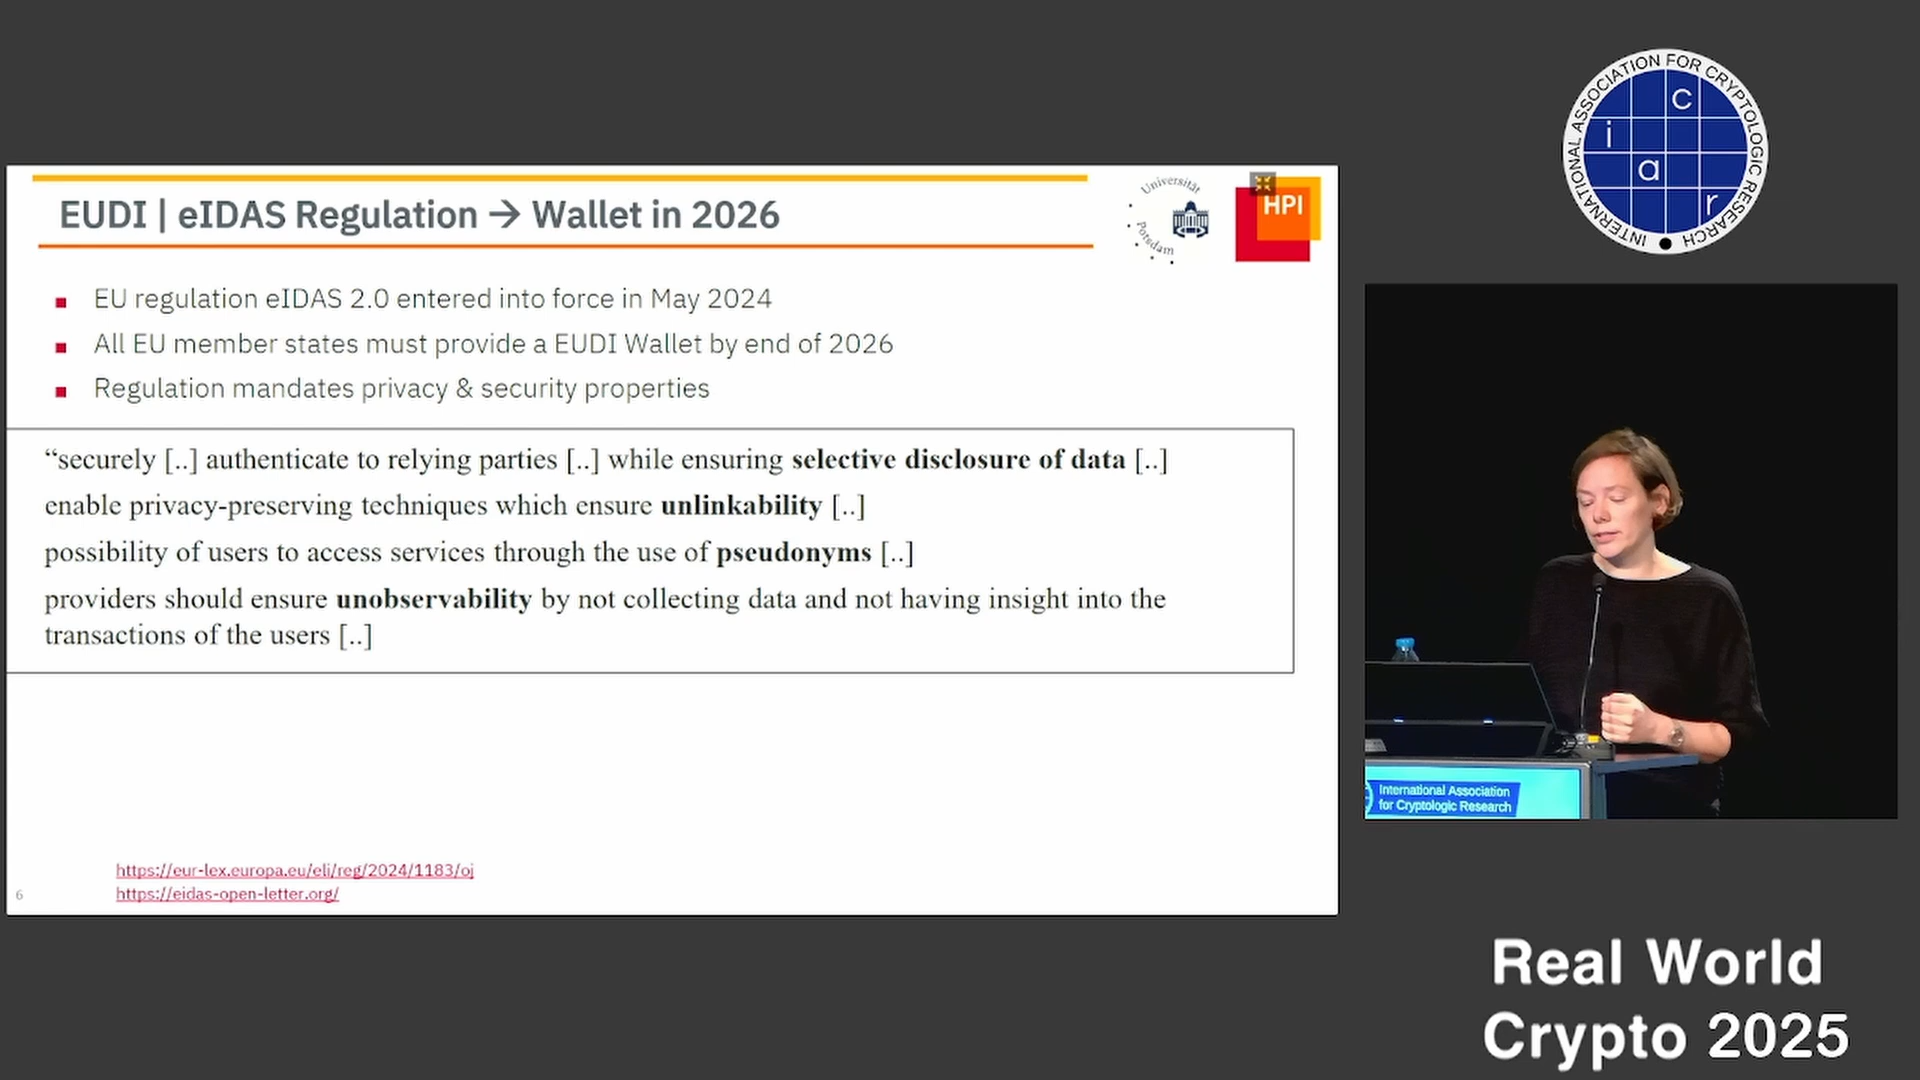 EUDI | eIDAS Regulation → Wallet in 2026
Universität
Potsdam
HPI
EU regulation eIDAS 2.0 entered into force in May 2024
All EU member states must provide a EUDI Wallet by end of 2026
Regulation mandates privacy & security properties
“securely [..] authenticate to relying parties [..] while ensuring selective disclosure of data [..]
enable privacy-preserving techniques which ensure unlinkability [..]
possibility of users to access services through the use of pseudonyms [..]
providers should ensure unobservability by not collecting data and not having insight into the
transactions of the users [..]
https://eur-lex.europa.eu/eli/reg/2024/1183/oj
https://eidas-open-letter.org/
6
INTERNATIONAL ASSOCIATION FOR CRYPTOLOGIC RESEARCH
i a c r
International Association
for Cryptologic Research
Real World
Crypto 2025